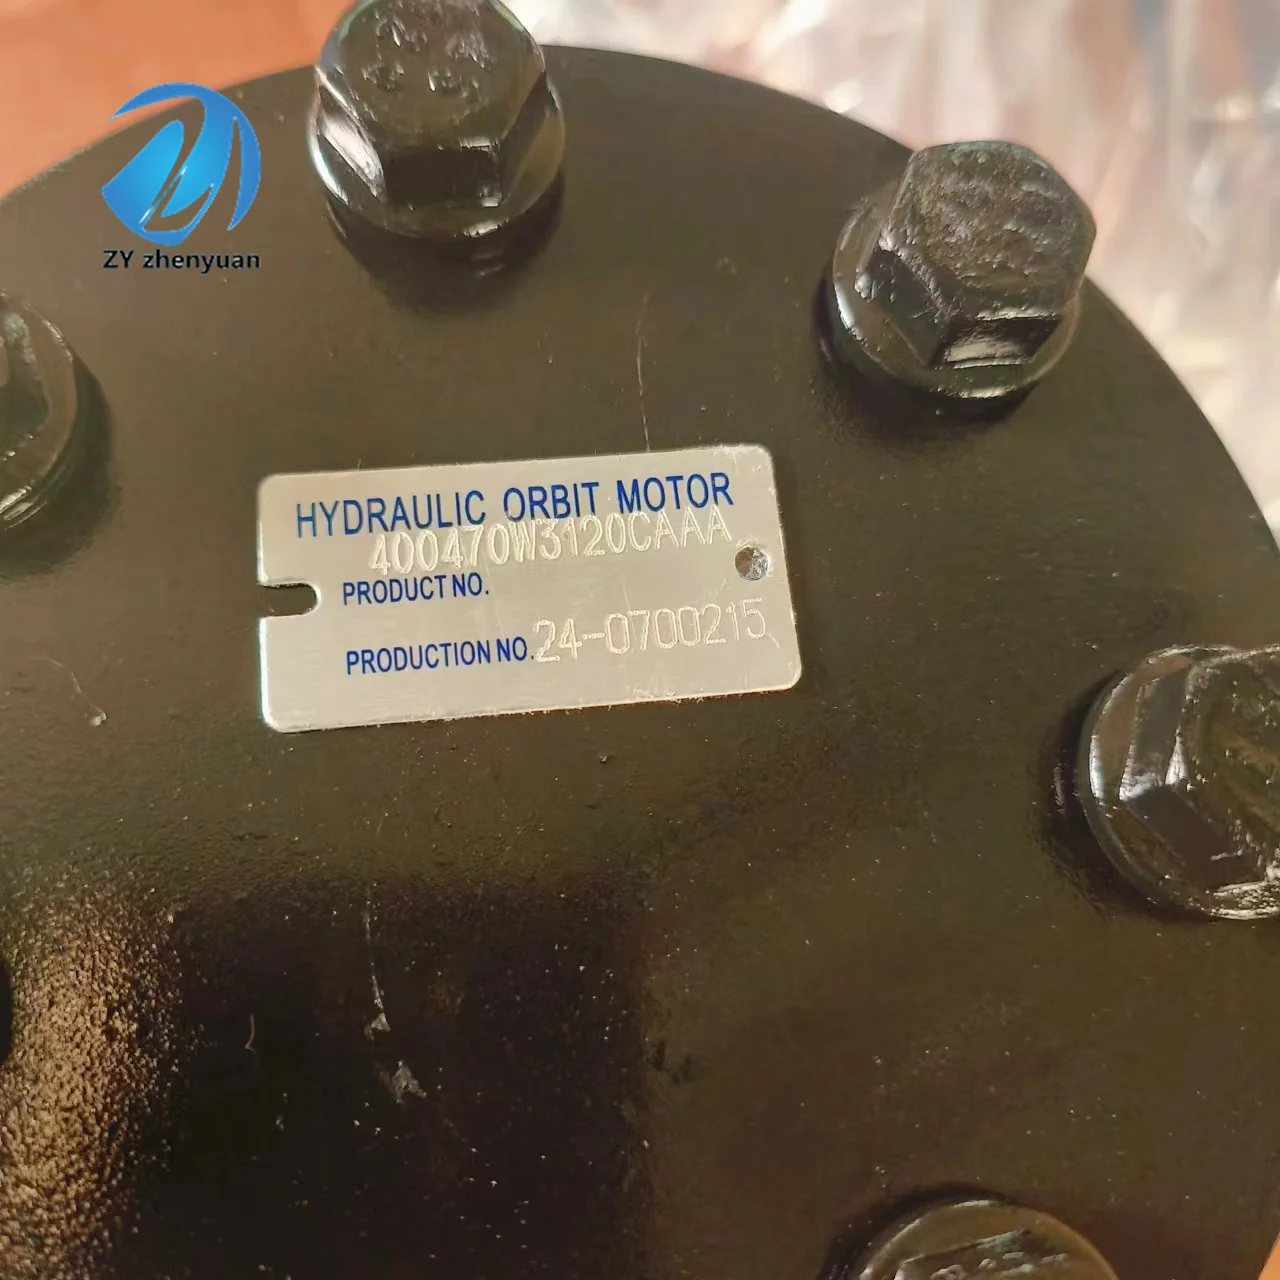 ZY zhenyuan
HYDRAULIC ORBIT MOTOR
400470W3120CAAA
PRODUCT NO.
PRODUCTION NO. 24-0700215